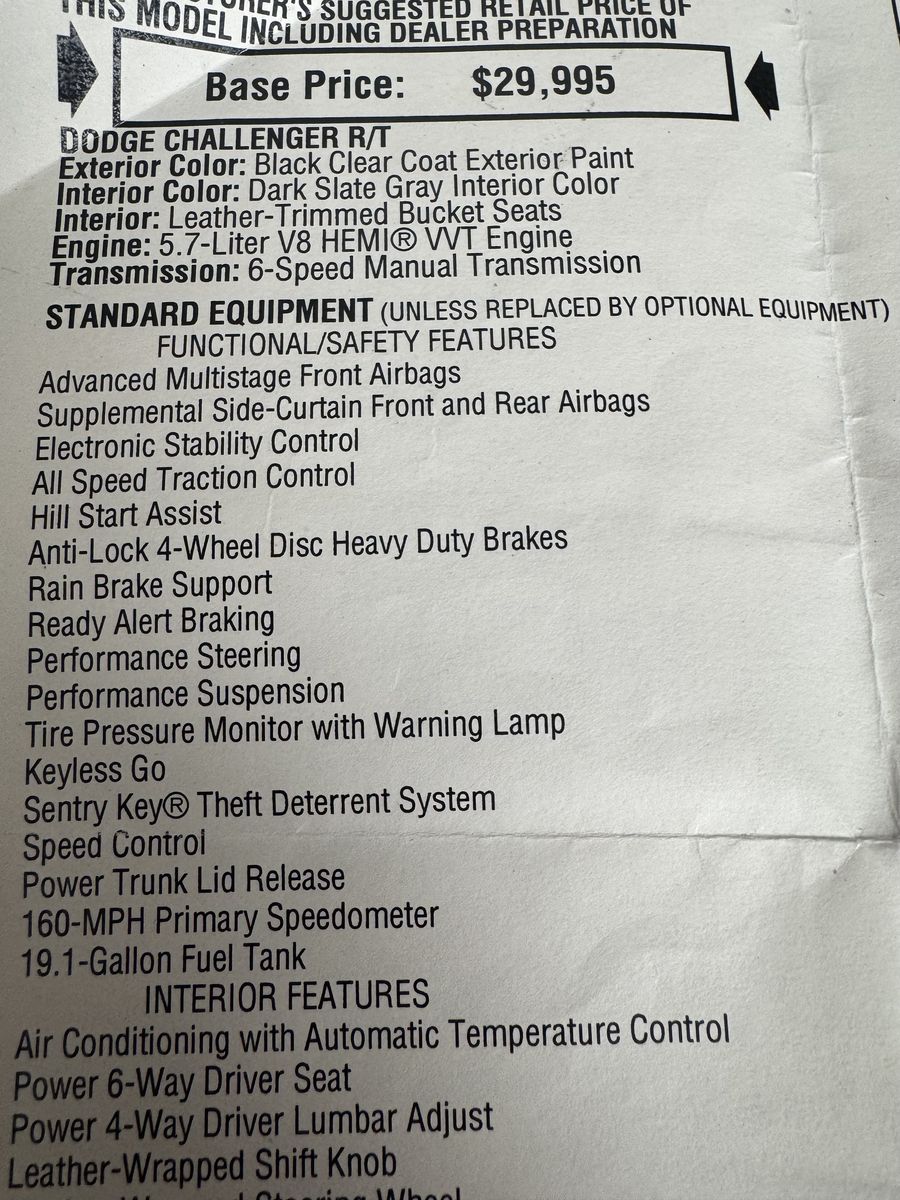 THIS MODEL INCLUDING DEALER PREPARATION
SUGGESTED RETAIL PRICE OF
Base Price: $29,995
DODGE CHALLENGER R/T
Exterior Color: Black Clear Coat Exterior Paint
Interior Color: Dark Slate Gray Interior Color
Interior: Leather-Trimmed Bucket Seats
Engine: 5.7-Liter V8 HEMI® VVT Engine
Transmission: 6-Speed Manual Transmission
STANDARD EQUIPMENT (UNLESS REPLACED BY OPTIONAL EQUIPMENT)
FUNCTIONAL/SAFETY FEATURES
Advanced Multistage Front Airbags
Supplemental Side-Curtain Front and Rear Airbags
Electronic Stability Control
All Speed Traction Control
Hill Start Assist
Anti-Lock 4-Wheel Disc Heavy Duty Brakes
Rain Brake Support
Ready Alert Braking
Performance Steering
Performance Suspension
Tire Pressure Monitor with Warning Lamp
Keyless Go
Sentry Key® Theft Deterrent System
Speed Control
Power Trunk Lid Release
160-MPH Primary Speedometer
19.1-Gallon Fuel Tank
INTERIOR FEATURES
Air Conditioning with Automatic Temperature Control
Power 6-Way Driver Seat
Power 4-Way Driver Lumbar Adjust
Leather-Wrapped Shift Knob
Steering Wheel